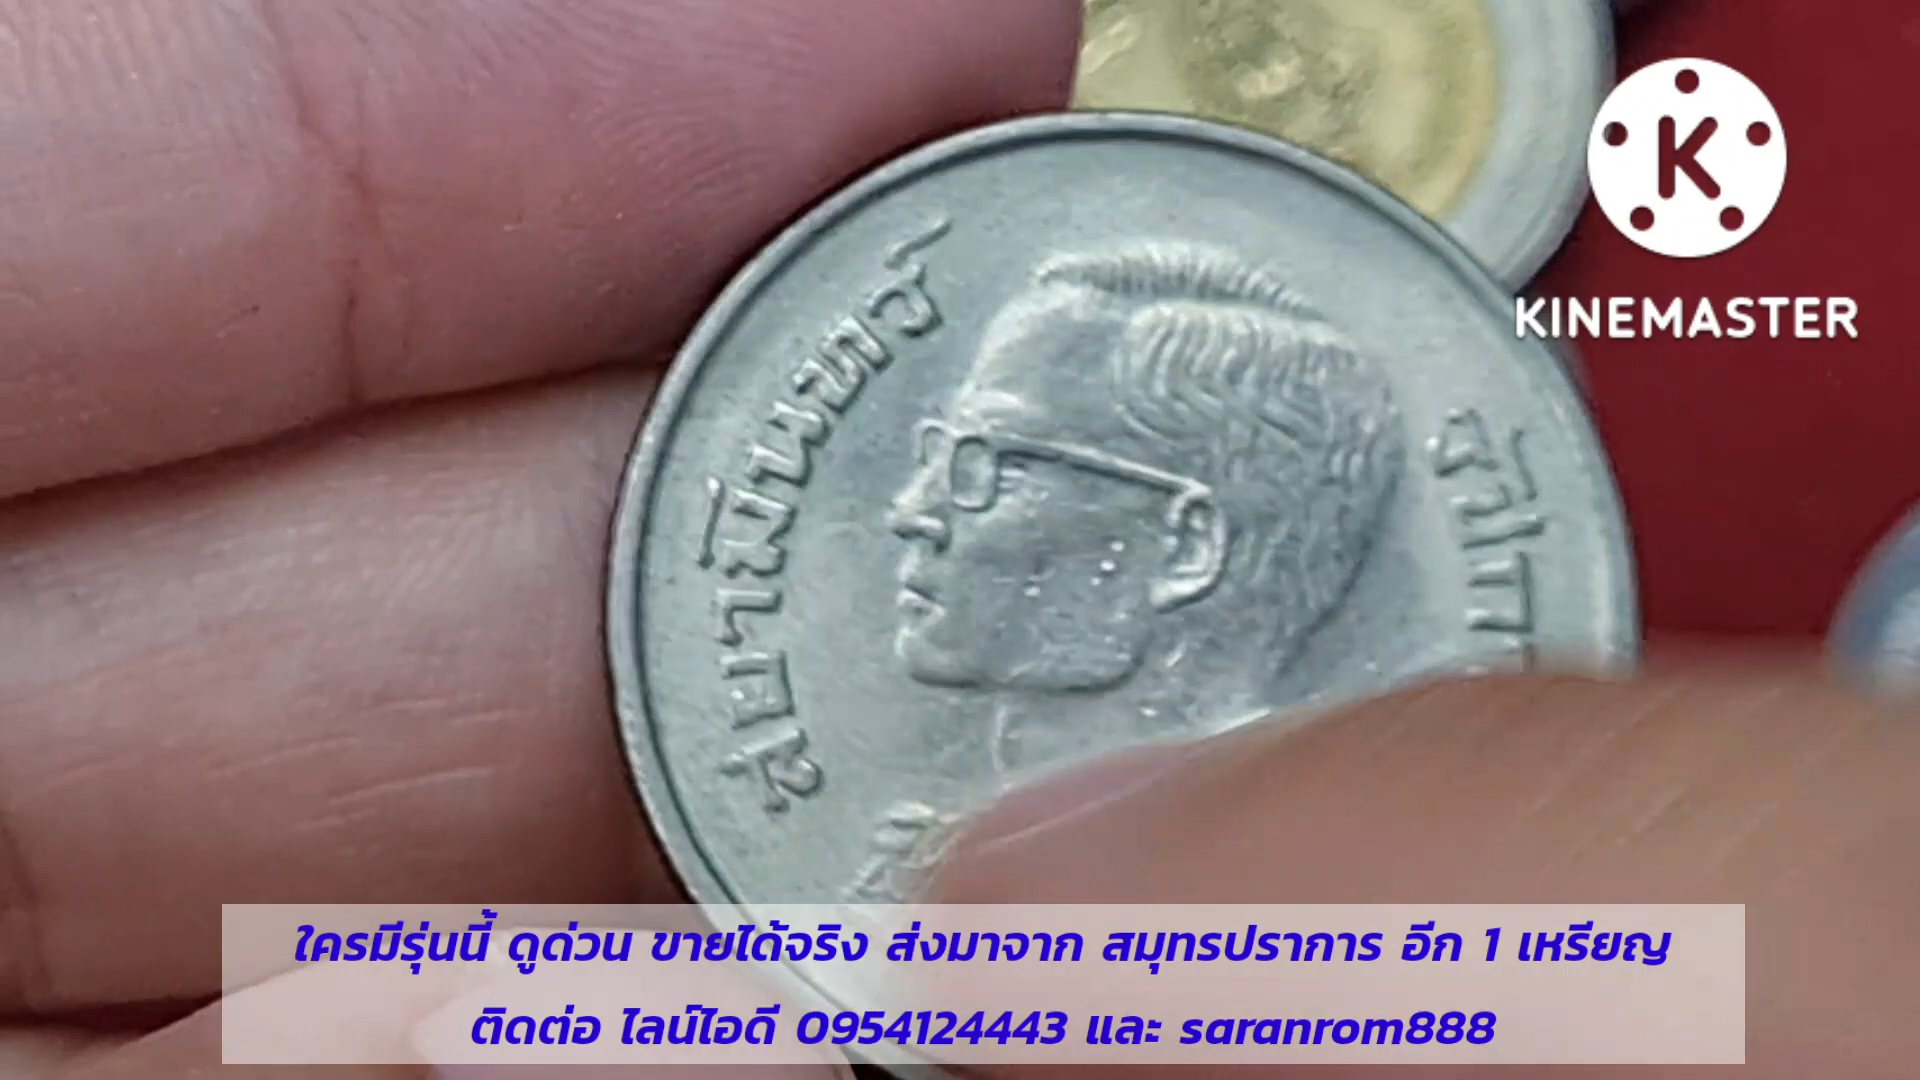 KINEMASTER
ใครมีรุ่นนี้ ดูด่วน ขายได้จริง ส่งมาจาก สมุทรปราการ อีก 1 เหรียญ
ติดต่อ ไลน์ไอดี 0954124443 และ saranrom888